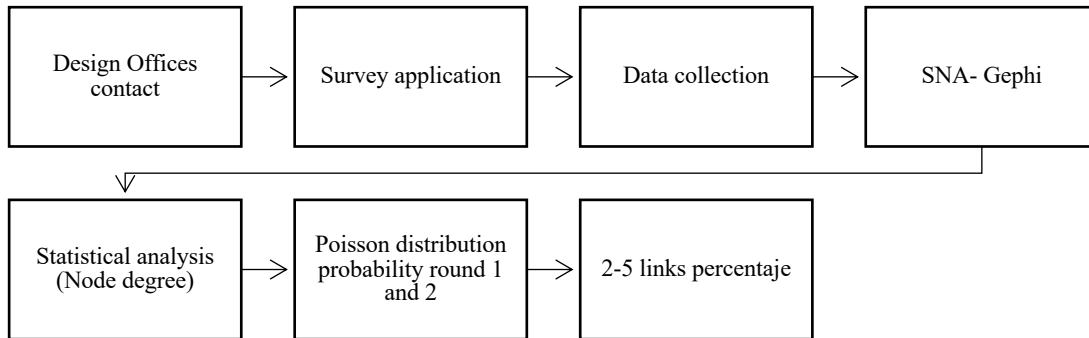 Design Offices
contact
Survey application
Data collection
SNA- Gephi
Statistical analysis
(Node degree)
Poisson distribution
probability round 1
and 2
2-5 links percentaje